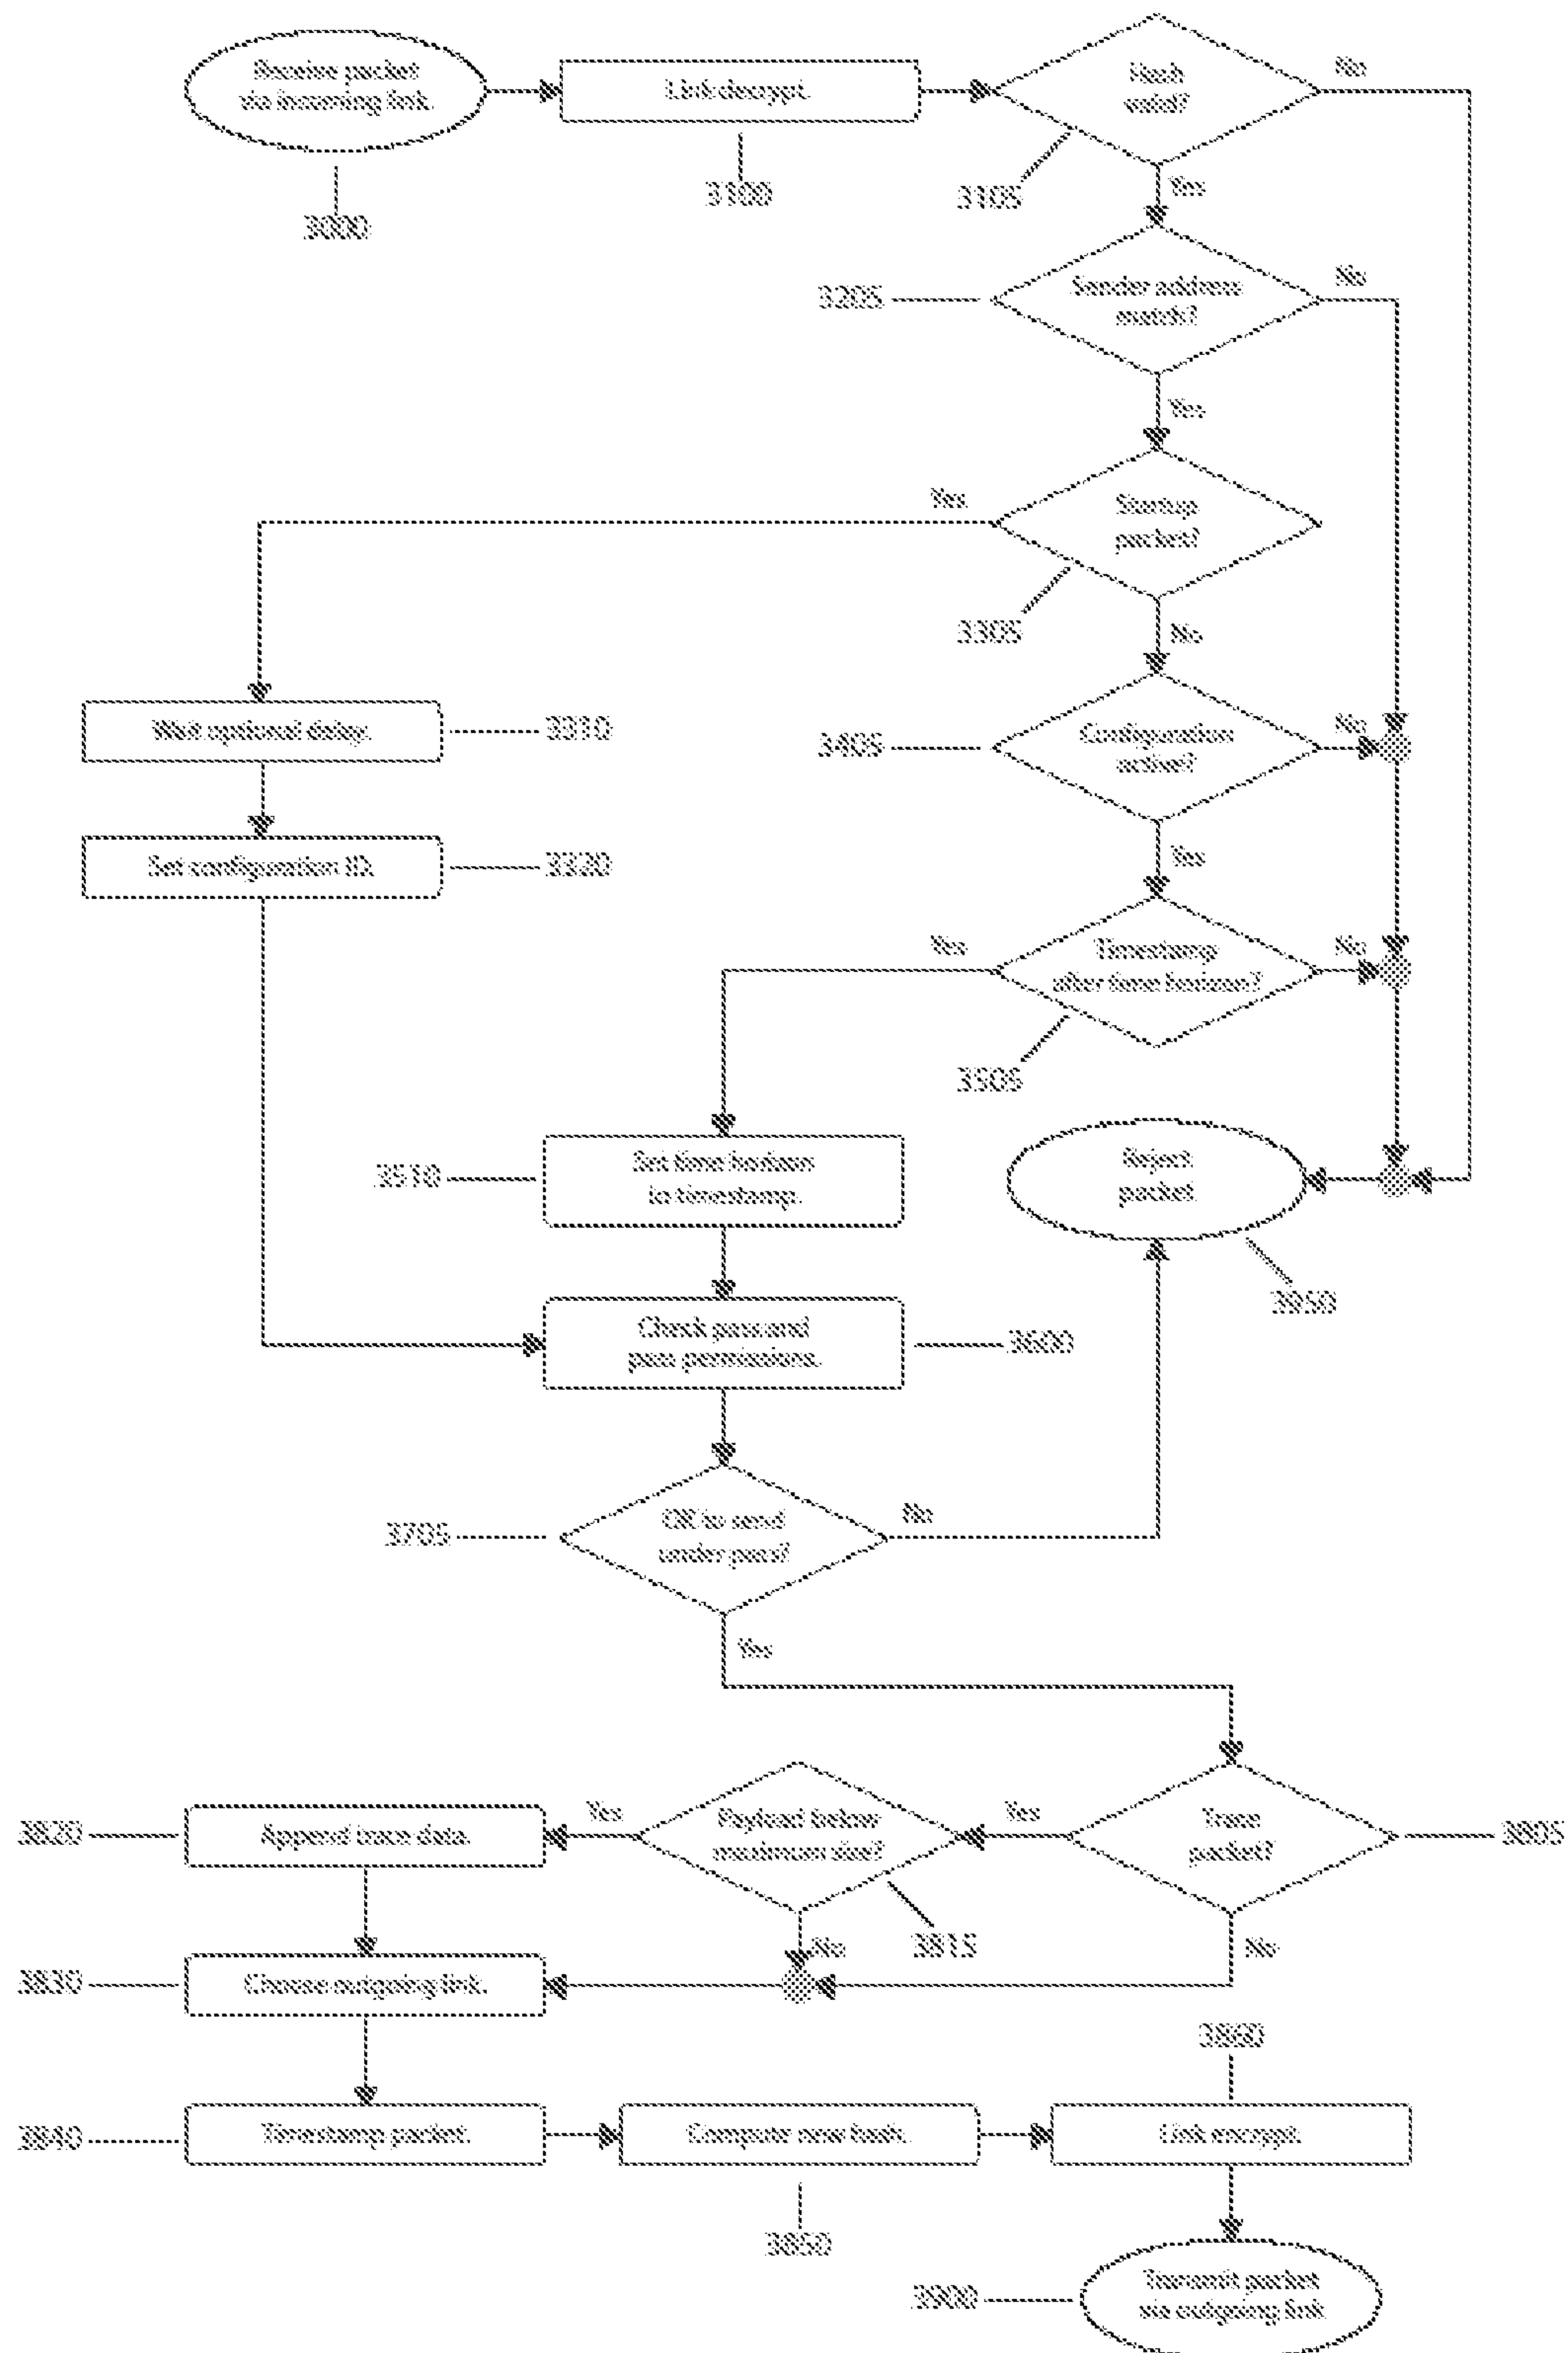 Receive packet
via incoming link.
Link decrypt.
Hash
valid?
No
3000
3100
3105
Yes
3205
Sender address
match?
No
Yes
Yes
Startup
packet?
3305
No
Wait optional delay.
3310
3405
Configuration
active?
No
Set configuration ID.
3320
Yes
Yes
Timestamp
after time horizon?
No
3505
3510
Set time horizon
to timestamp.
Reject
packet
3950
Check pass and
pass permissions.
3600
3705
OK to send
under pass?
No
Yes
3820
Append trace data.
Yes
Payload below
maximum size?
Yes
Trace
packet?
3805
3815
No
No
3830
Choose outgoing link.
3860
3840
Timestamp packet.
Compute new hash.
Link encrypt.
3850
3900
Transmit packet
via outgoing link